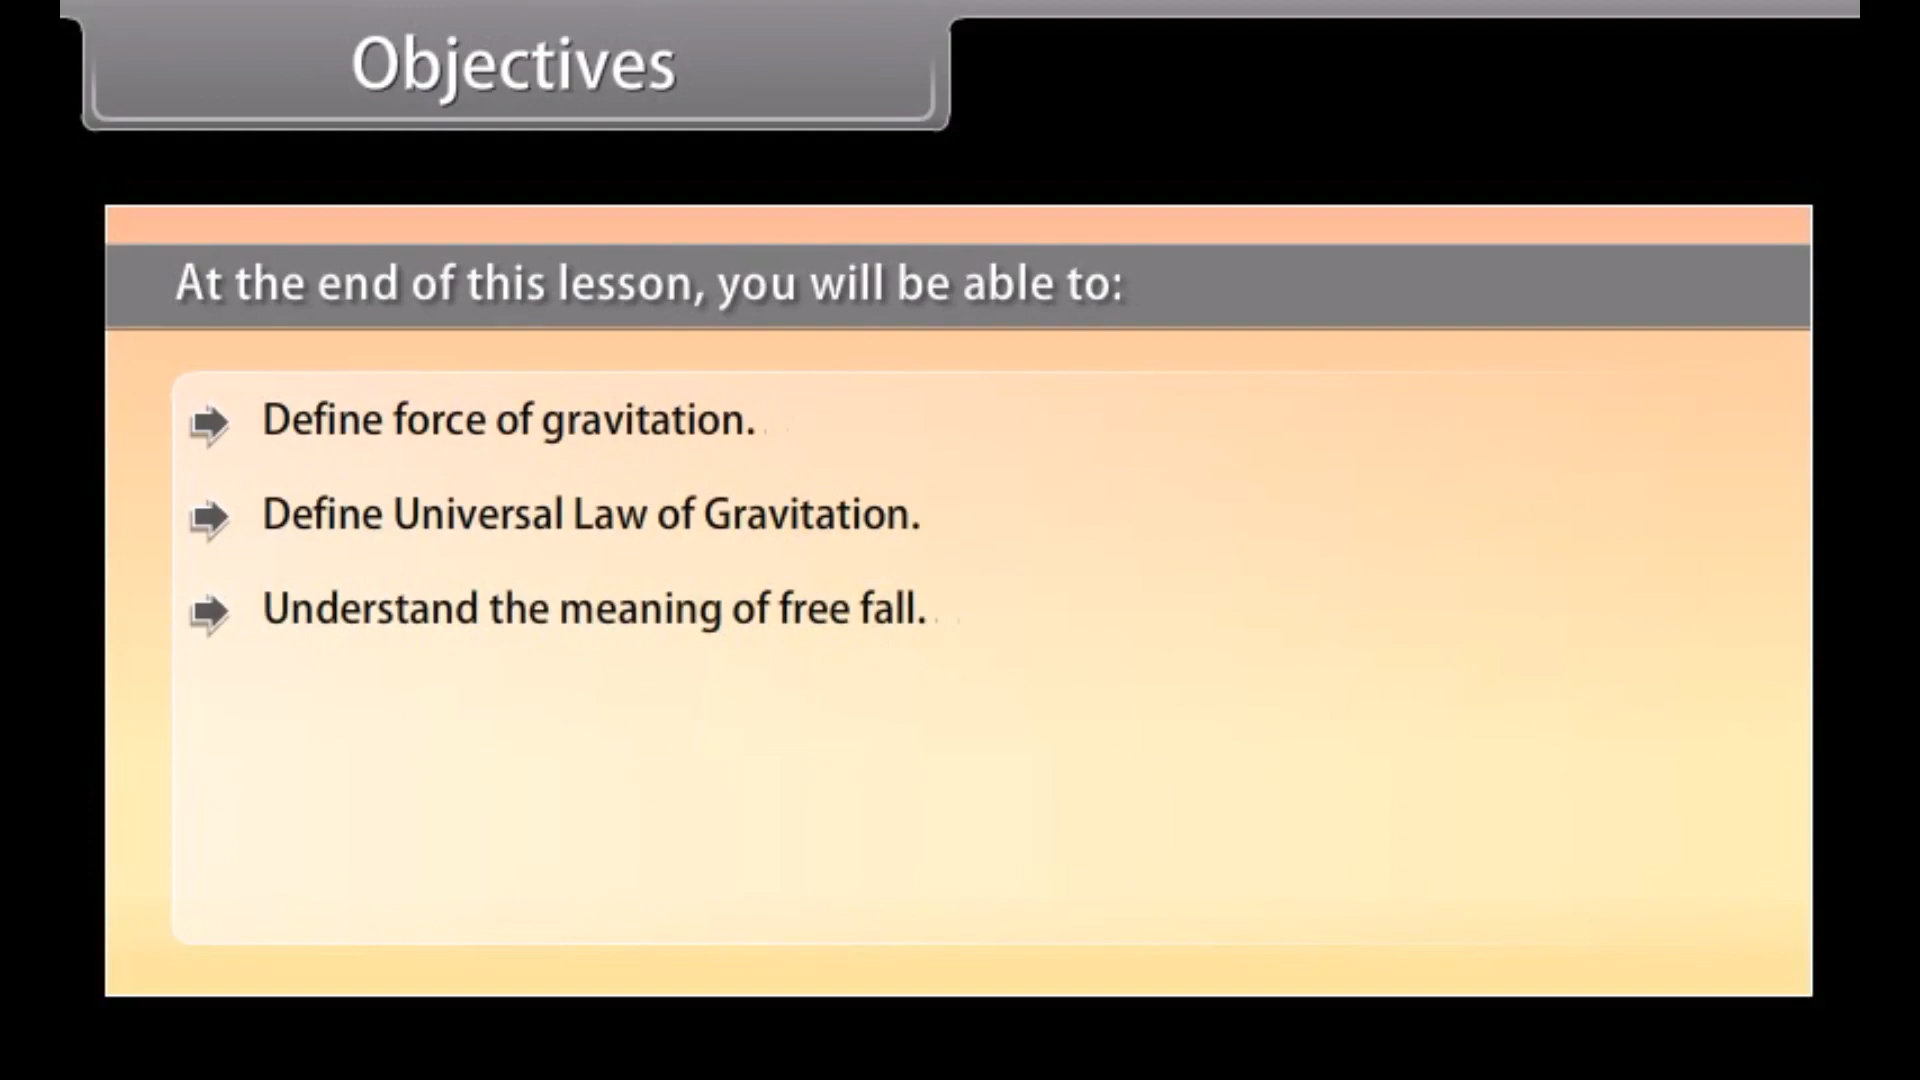 Objectives
At the end of this lesson, you will be able to:
Define force of gravitation.
Define Universal Law of Gravitation.
Understand the meaning of free fall.